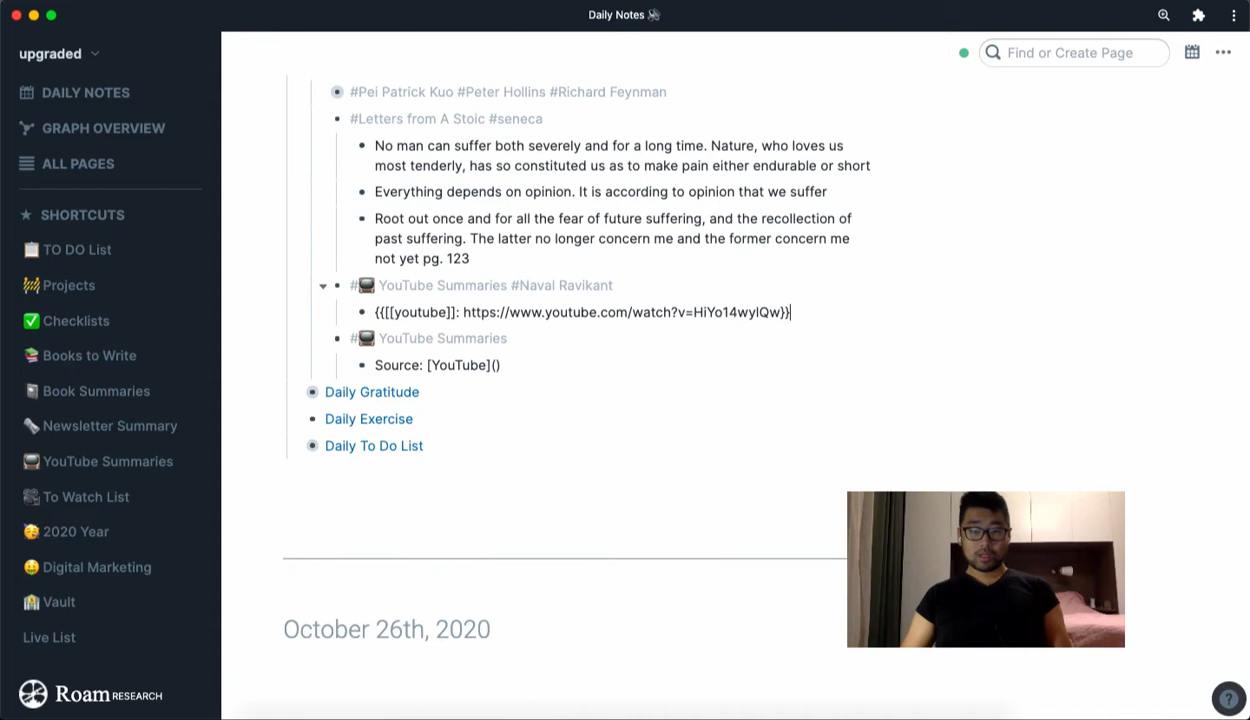 Daily Notes
upgraded
Find or Create Page
DAILY NOTES
GRAPH OVERVIEW
ALL PAGES
SHORTCUTS
TO DO List
Projects
Checklists
Books to Write
Book Summaries
Newsletter Summary
YouTube Summaries
To Watch List
2020 Year
Digital Marketing
Vault
Live List
Roam RESEARCH
#Pei Patrick Kuo #Peter Hollins #Richard Feynman
#Letters from A Stoic #seneca
No man can suffer both severely and for a long time. Nature, who loves us
most tenderly, has so constituted us as to make pain either endurable or short
Everything depends on opinion. It is according to opinion that we suffer
Root out once and for all the fear of future suffering, and the recollection of
past suffering. The latter no longer concern me and the former concern me
not yet pg. 123
#📺 YouTube Summaries #Naval Ravikant
{{[[youtube]]: https://www.youtube.com/watch?v=HiYo14wylQw}}
#📺 YouTube Summaries
Source: [YouTube]()
Daily Gratitude
Daily Exercise
Daily To Do List
October 26th, 2020
?